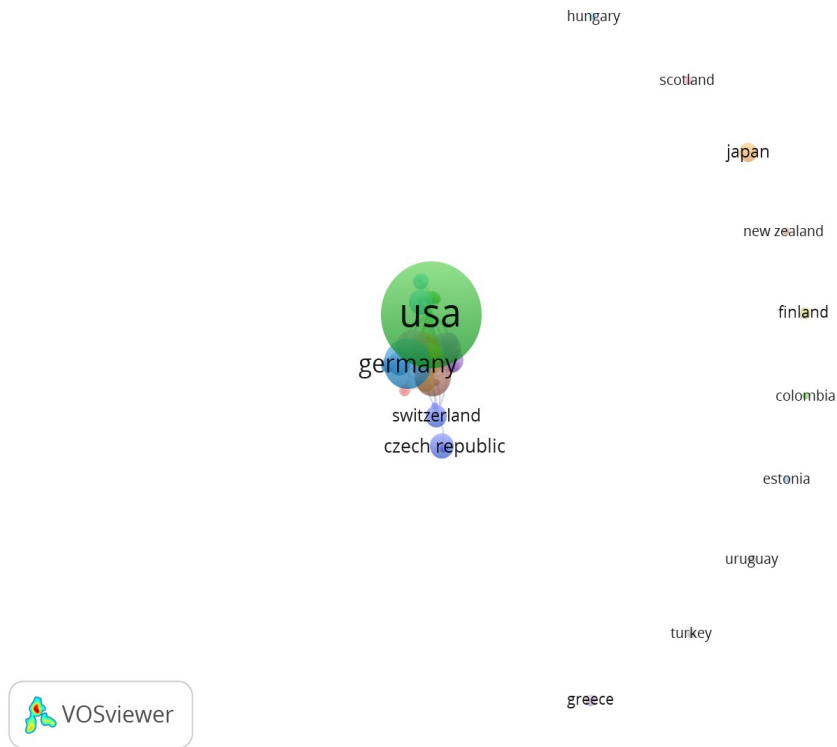 hungary
scotland
japan
new zealand
usa
finland
germany
colombia
switzerland
czech republic
estonia
uruguay
turkey
greece
VOSviewer